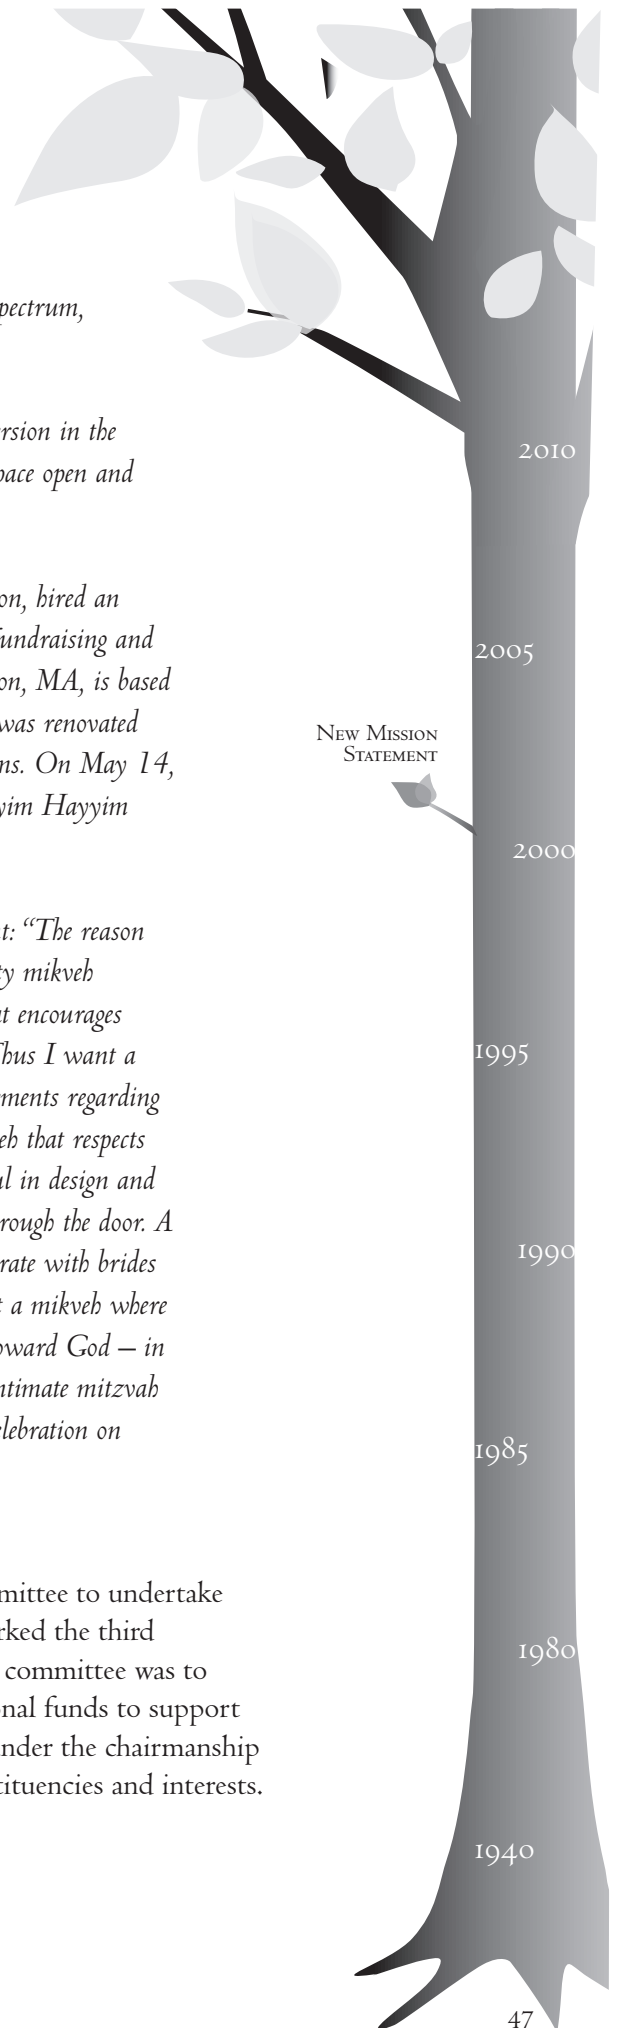 pectrum,
rsion in the
pace open and
on, hired an
fundraising and
on, MA, is based
was renovated
ns. On May 14,
yim Hayyim
t: “The reason
ty mikveh
at encourages
Thus I want a
ments regarding
eh that respects
ul in design and
rough the door. A
rate with brides
t a mikveh where
oward God – in
ntimate mitzvah
elebration on
mittee to undertake
rked the third
committee was to
onal funds to support
nder the chairmanship
tituencies and interests.
2010
2005
New Mission
Statement
2000
1995
1990
1985
1980
1940
47